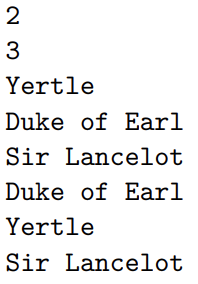 2
3
Yertle
Duke of Earl
Sir Lancelot
Duke of Earl
Yertle
Sir Lancelot